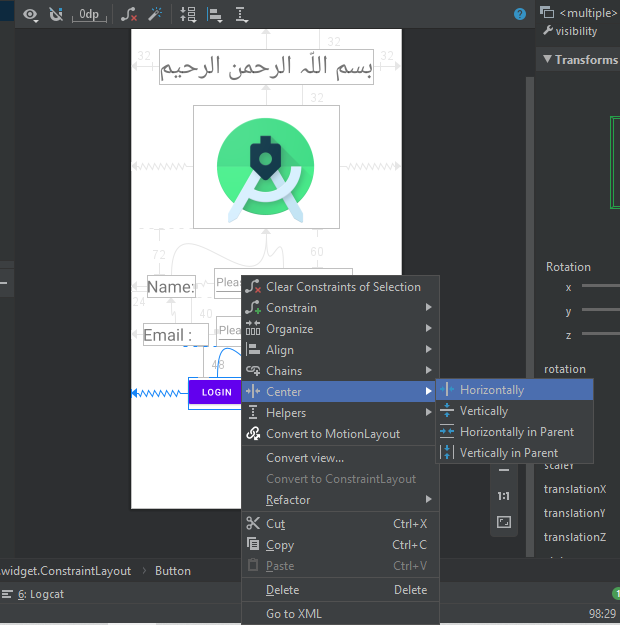 0dp
<multiple>
visibility
Transforms
32
32
32
بسم اللّٰه الرحمن الرحيم
32
72
60
Name:
Plea
24
40
Email :
Plea
48
LOGIN
Clear Constraints of Selection
Constrain
Organize
Align
Chains
Center
Helpers
Convert to MotionLayout
Convert view...
Convert to ConstraintLayout
Refactor
Cut Ctrl+X
Copy Ctrl+C
Paste Ctrl+V
Delete Delete
Go to XML
Horizontally
Vertically
Horizontally in Parent
Vertically in Parent
Rotation
x
y
z
rotation
scaleY
translationX
translationY
translationZ
1:1
.widget.ConstraintLayout › Button
6: Logcat
1
98:29